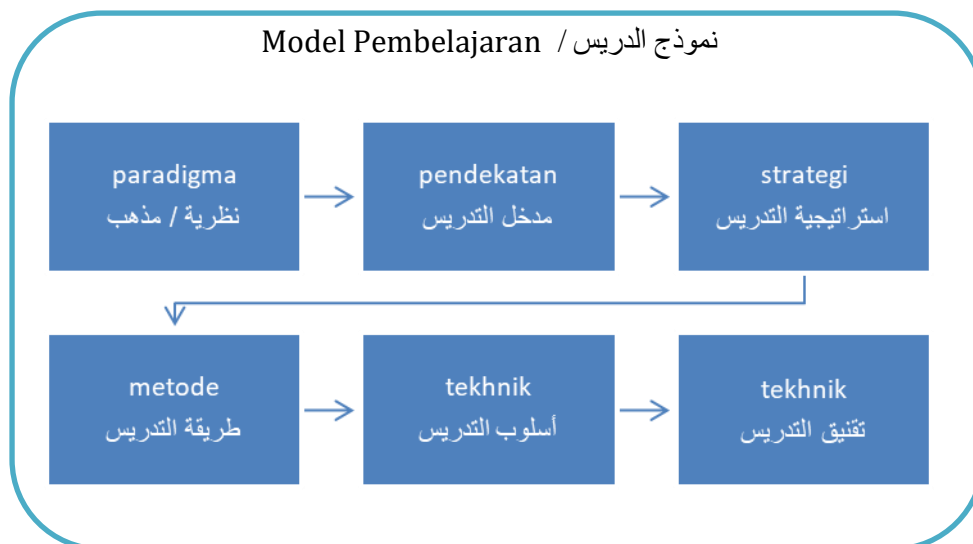 Model Pembelajaran / نموذج الدريس
paradigma
نظرية / مذهب
pendekatan
مدخل التدريس
strategi
استراتيجية التدريس
metode
طريقة التدريس
tekhnik
أسلوب التدريس
tekhnik
تقنيق التدريس